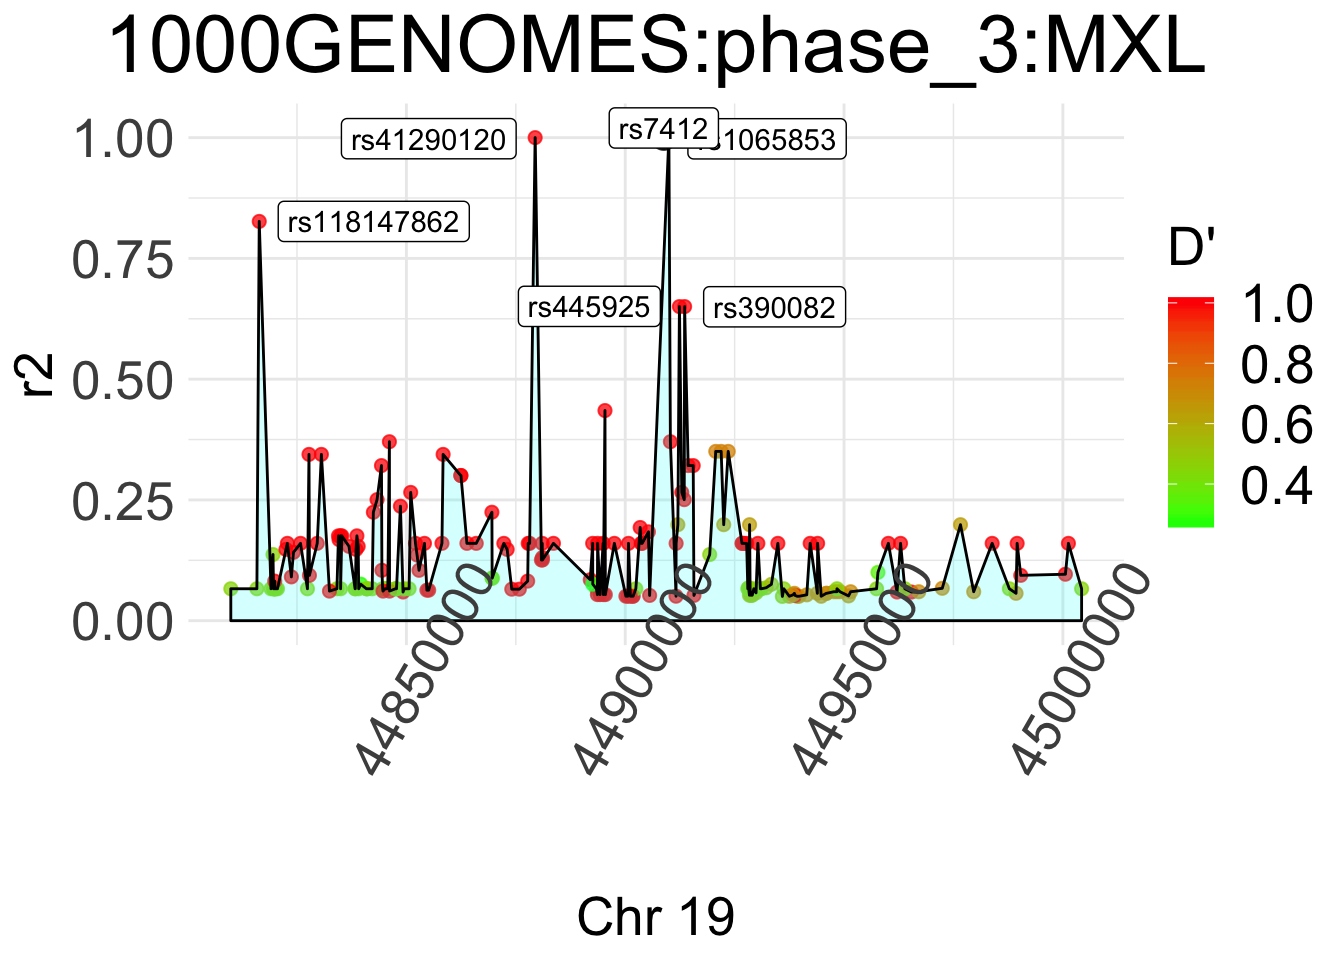 1000GENOMES:phase_3:MXL
1.00
0.75
0.50
0.25
0.00
r2
rs41290120
rs7412
rs1065853
rs118147862
rs445925
rs390082
44850000
44900000
44950000
45000000
Chr 19
D'
1.0
0.8
0.6
0.4